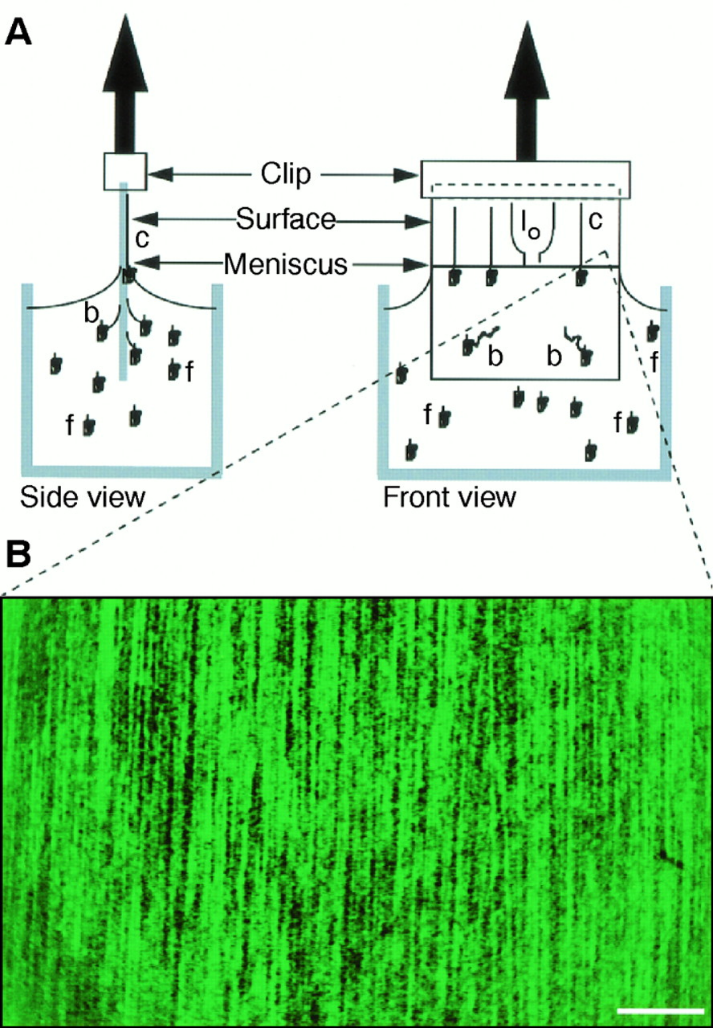 A
Clip
Surface
c
lo
c
Meniscus
b
b
b
f
f
f
f
f
Side view
Front view
B